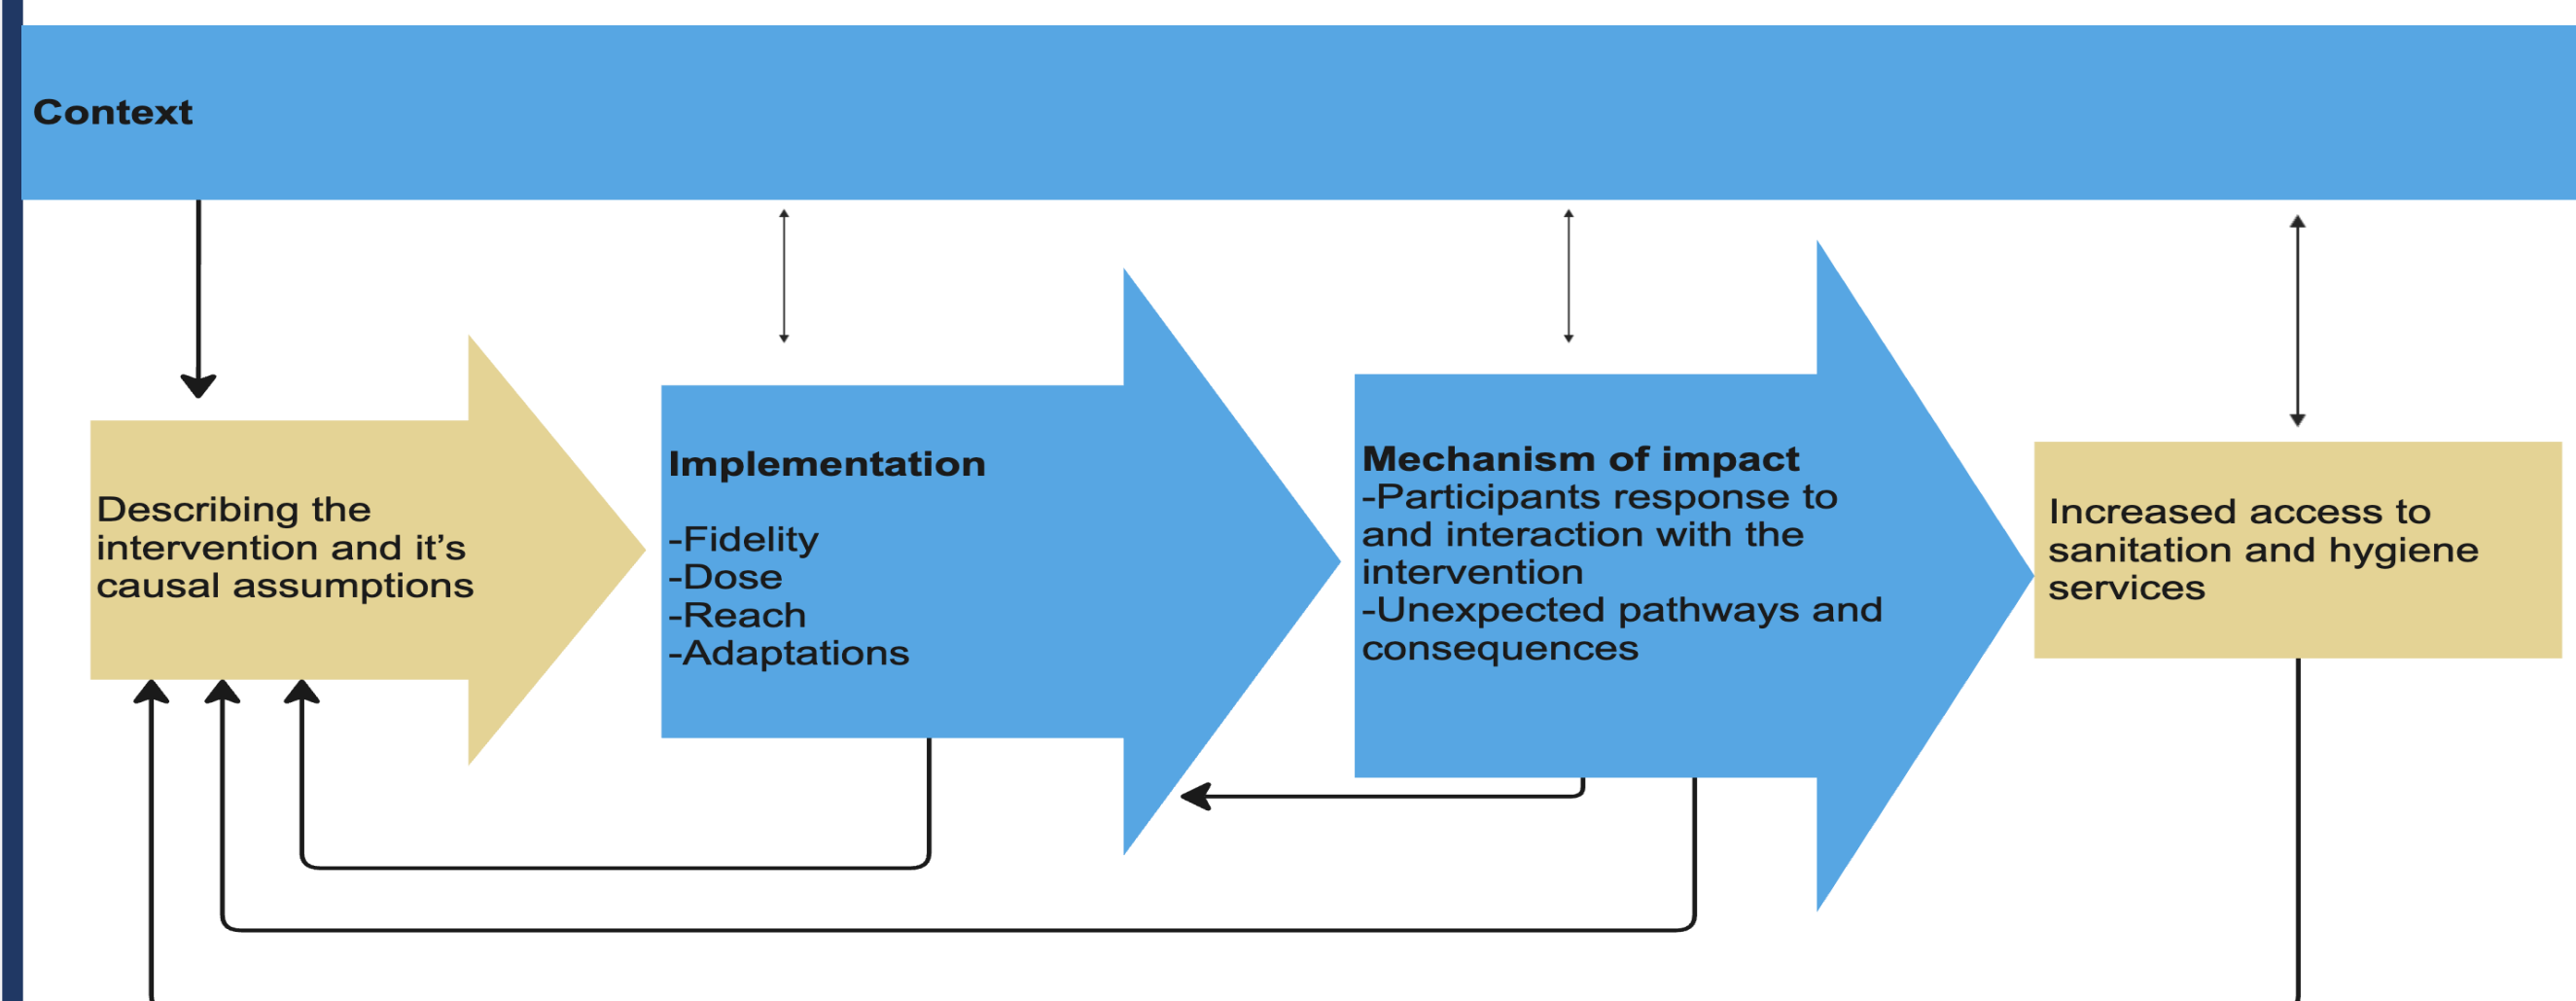 Context
Describing the
intervention and it’s
causal assumptions
Implementation
-Fidelity
-Dose
-Reach
-Adaptations
Mechanism of impact
-Participants response to
and interaction with the
intervention
-Unexpected pathways and
consequences
Increased access to
sanitation and hygiene
services